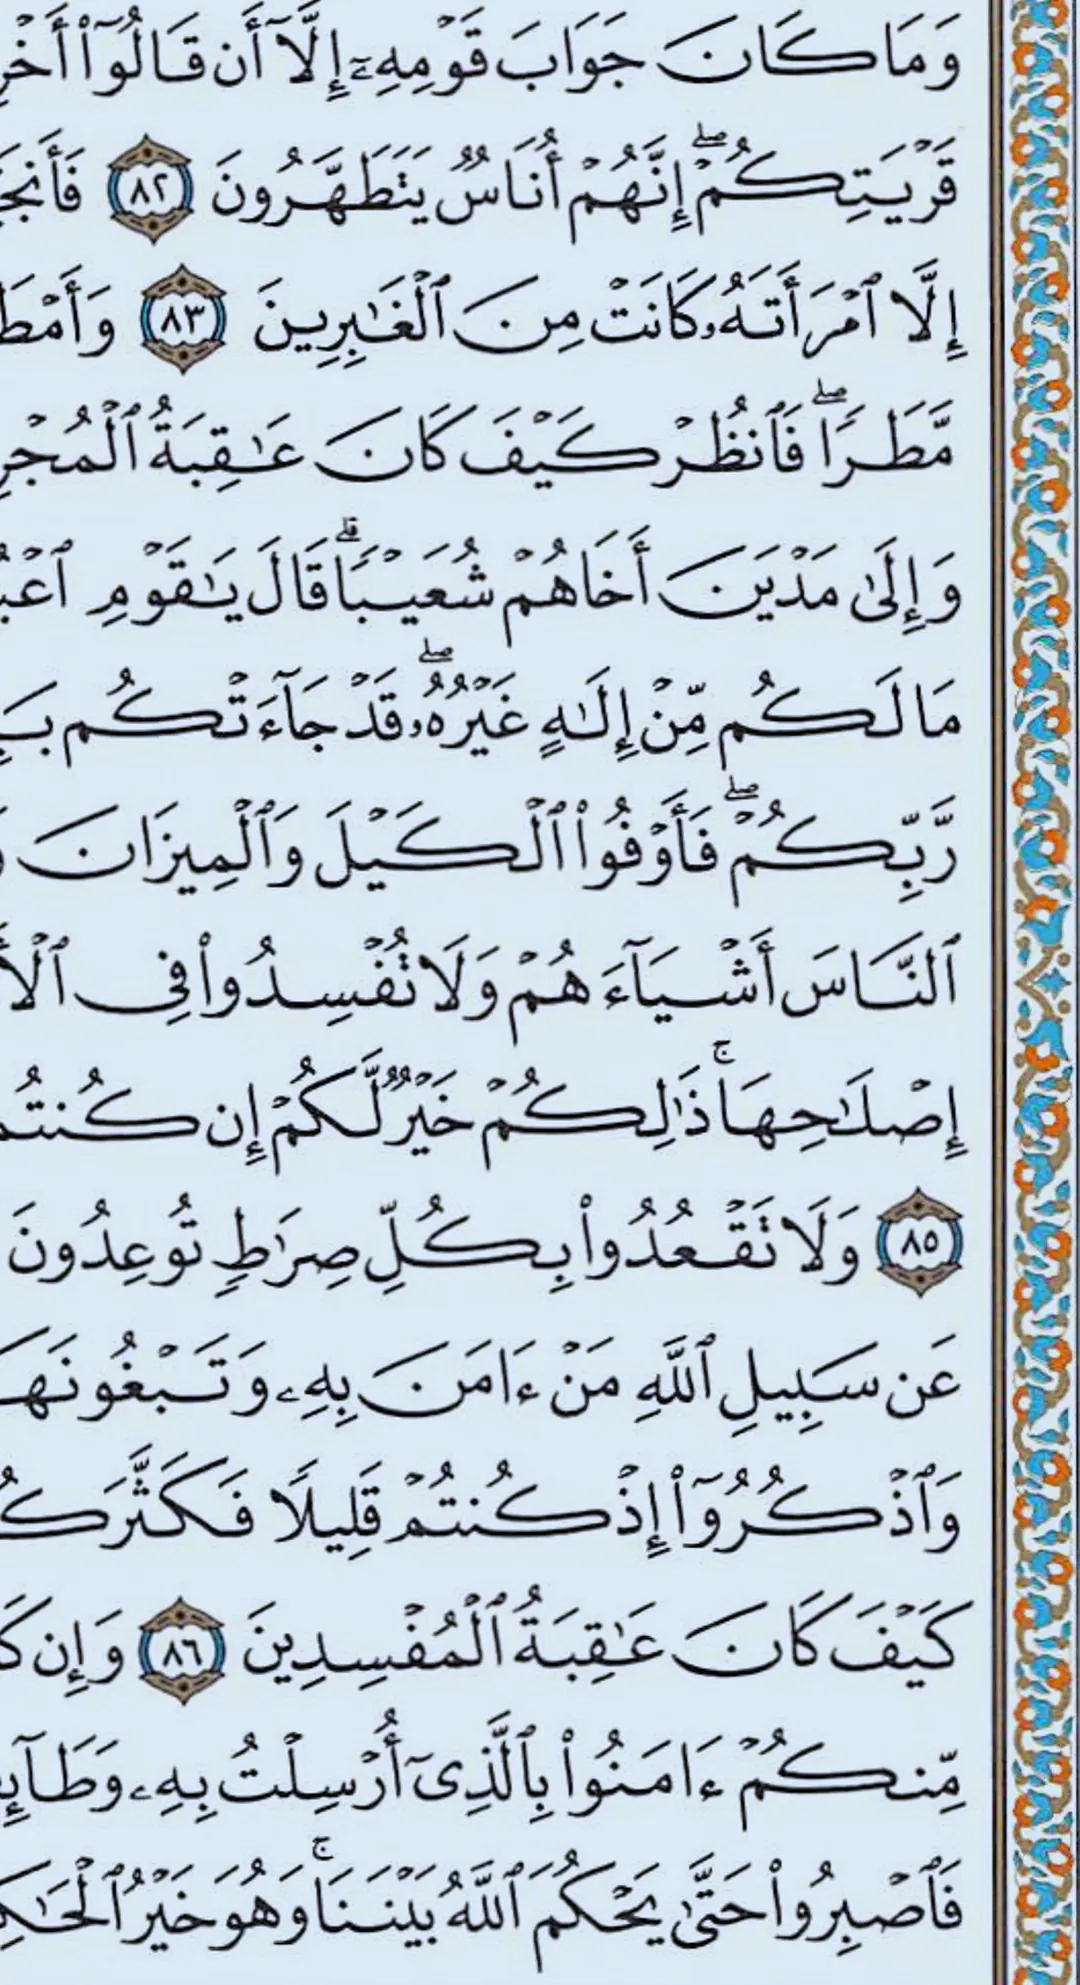 وَمَا كَانَ جَوَابَ قَوْمِهِۦٓ إِلَّآ أَن قَالُوٓا۟
قَرْيَتِكُمْ ۖ إِنَّهُمْ أُنَاسٌ يَتَطَهَّرُونَ ٨٢
إِلَّا ٱمْرَأَتَهُۥ كَانَتْ مِنَ ٱلْغَـٰبِرِينَ ٨٣
مَّطَرًا ۖ فَٱنظُرْ كَيْفَ كَانَ عَـٰقِبَةُ
وَإِلَىٰ مَدْيَنَ أَخَاهُمْ شُعَيْبًا ۗ قَالَ يَـٰقَوْمِ
مَا لَكُم مِّنْ إِلَـٰهٍ غَيْرُهُۥ ۖ قَدْ جَآءَتْكُم
رَّبِّكُمْ ۖ فَأَوْفُوا۟ ٱلْكَيْلَ وَٱلْمِيزَانَ
ٱلنَّاسَ أَشْيَآءَهُمْ وَلَا تُفْسِدُوا۟ فِى
إِصْلَـٰحِهَا ۚ ذَٰلِكُمْ خَيْرٌ لَّكُمْ إِن كُنتُم
٨٥ وَلَا تَقْعُدُوا۟ بِكُلِّ صِرَٰطٍ تُوعِدُونَ
عَن سَبِيلِ ٱللَّهِ مَنْ ءَامَنَ بِهِۦ وَتَبْغُونَهَا
وَٱذْكُرُوٓا۟ إِذْ كُنتُمْ قَلِيلًا
كَيْفَ كَانَ عَـٰقِبَةُ ٱلْمُفْسِدِينَ ٨٦ وَإِن
مِّنكُمْ ءَامَنُوا۟ بِٱلَّذِىٓ أُرْسِلْتُ بِهِۦ
فَٱصْبِرُوا۟ حَتَّىٰ يَحْكُمَ ٱللَّهُ بَيْنَنَا ۚ وَهُوَ خَيْرُ